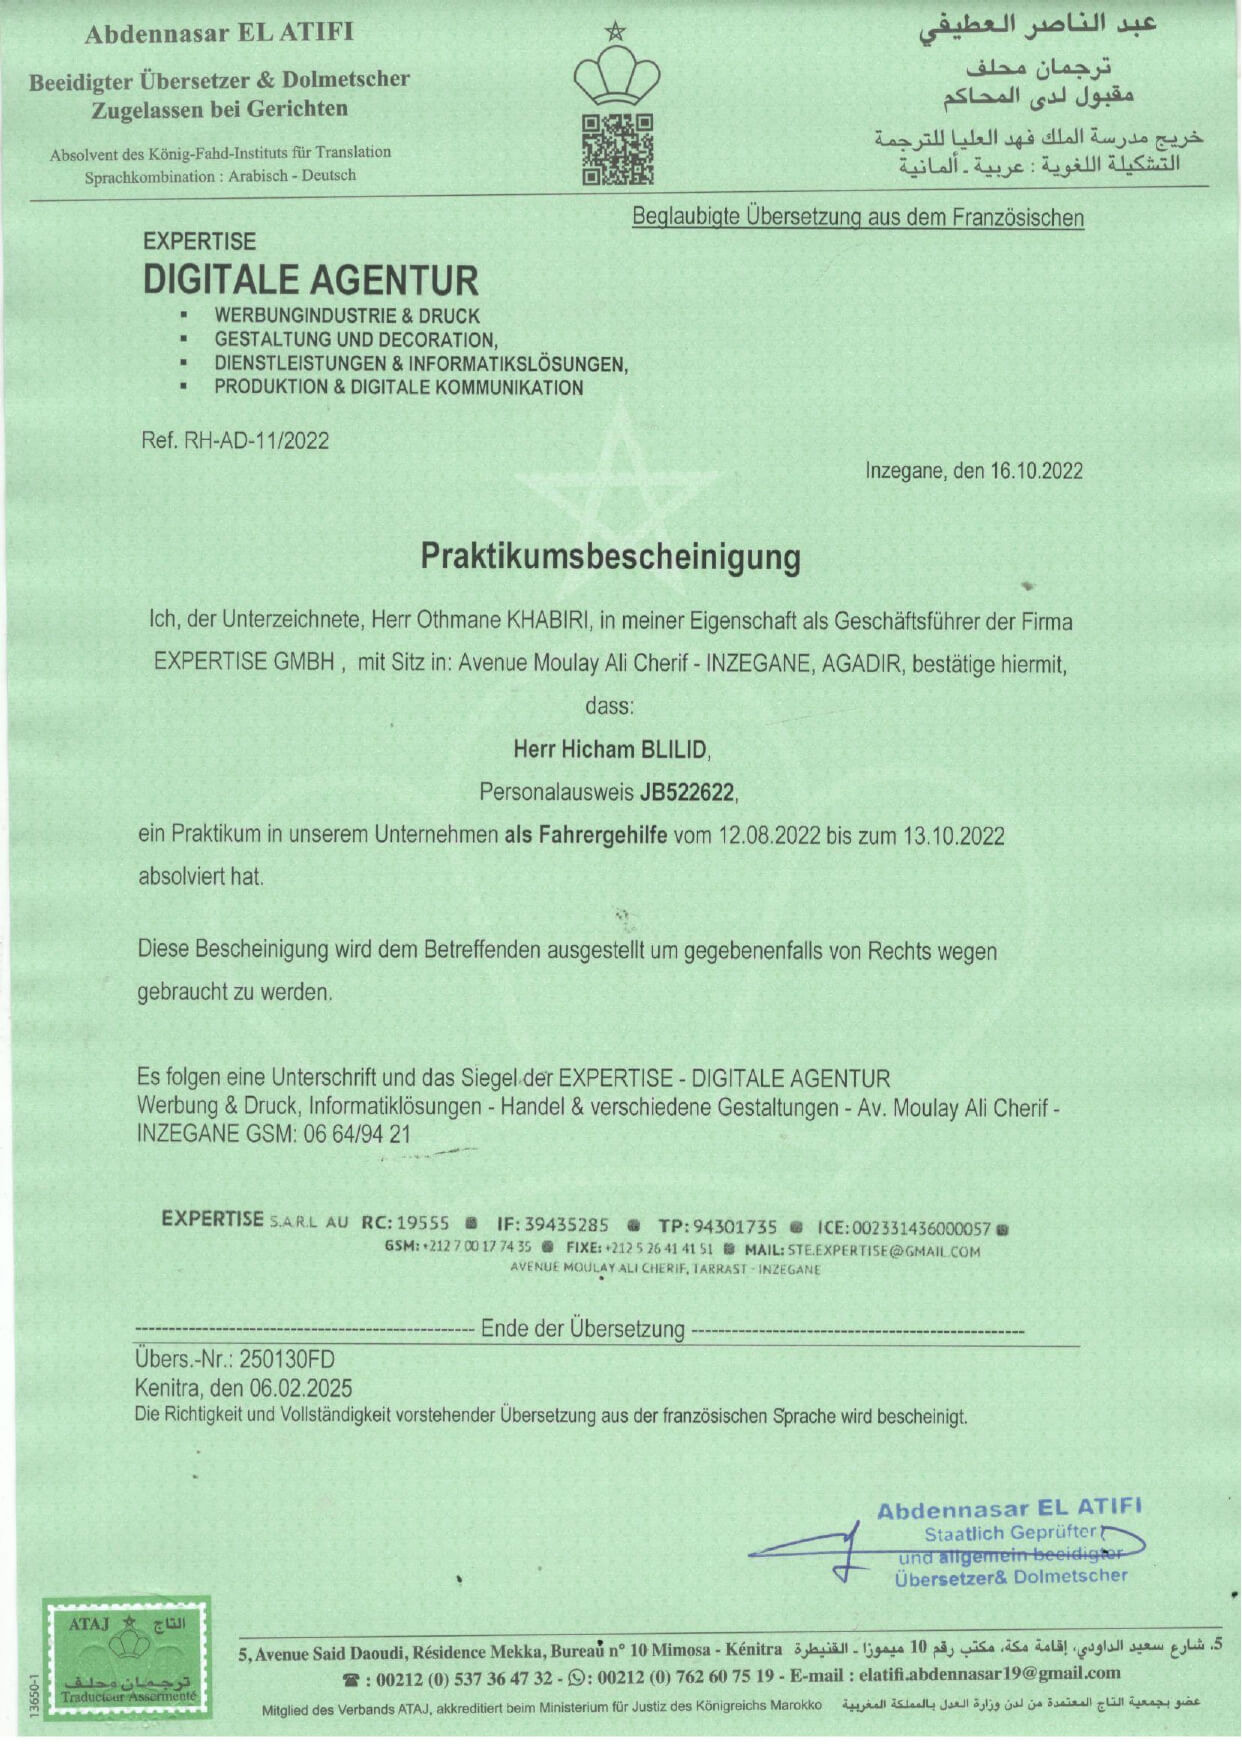 Abdennasar EL ATIFI
Beeidigter Übersetzer & Dolmetscher
Zugelassen bei Gerichten
Absolvent des König-Fahd-Instituts für Translation
Sprachkombination : Arabisch - Deutsch
عبد الناصر العطيفي
ترجمان محلف
مقبول لدى المحاكم
خريج مدرسة الملك فهد العليا للترجمة
التشكيلة اللغوية : عربية - ألمانية
Beglaubigte Übersetzung aus dem Französischen
EXPERTISE
DIGITALE AGENTUR
▪ WERBUNGINDUSTRIE & DRUCK
▪ GESTALTUNG UND DECORATION,
▪ DIENSTLEISTUNGEN & INFORMATIKSLÖSUNGEN,
▪ PRODUKTION & DIGITALE KOMMUNIKATION
Ref. RH-AD-11/2022
Inzegane, den 16.10.2022
Praktikumsbescheinigung
Ich, der Unterzeichnete, Herr Othmane KHABIRI, in meiner Eigenschaft als Geschäftsführer der Firma
EXPERTISE GMBH , mit Sitz in: Avenue Moulay Ali Cherif - INZEGANE, AGADIR, bestätige hiermit,
dass:
Herr Hicham BLILID,
Personalausweis JB522622,
ein Praktikum in unserem Unternehmen als Fahrergehilfe vom 12.08.2022 bis zum 13.10.2022
absolviert hat.
Diese Bescheinigung wird dem Betreffenden ausgestellt um gegebenenfalls von Rechts wegen
gebraucht zu werden.
Es folgen eine Unterschrift und das Siegel der EXPERTISE - DIGITALE AGENTUR
Werbung & Druck, Informatiklösungen - Handel & verschiedene Gestaltungen - Av. Moulay Ali Cherif -
INZEGANE GSM: 06 64/94 21
EXPERTISE S.A.R.L AU RC: 19555 IF: 39435285 TP: 94301735 ICE:002331436000057
GSM: +212 7 00 17 74 35 FIXE: +212 5 26 41 41 51 MAIL: STE.EXPERTISE@GMAIL.COM
AVENUE MOULAY ALI CHERIF, TARRAST - INZEGANE
--------------------------------------------------- Ende der Übersetzung --------------------------------------------------
Übers.-Nr.: 250130FD
Kenitra, den 06.02.2025
Die Richtigkeit und Vollständigkeit vorstehender Übersetzung aus der französischen Sprache wird bescheinigt.
Abdennasar EL ATIFI
Staatlich Geprüfter
und allgemein beeidigter
Übersetzer& Dolmetscher
ATAJ التاج
ترجمان محلف
Traducteur Assermenté
13650-1
5, Avenue Said Daoudi, Résidence Mekka, Bureau n° 10 Mimosa - Kénitra 5، شارع سعيد الداودي، إقامة مكة، مكتب رقم 10 ميموزا - القنيطرة
☎ : 00212 (0) 537 36 47 32 - : 00212 (0) 762 60 75 19 - E-mail : elatifi.abdennasar19@gmail.com
Mitglied des Verbands ATAJ, akkreditiert beim Ministerium für Justiz des Königreichs Marokko عضو بجمعية التاج المعتمدة من لدن وزارة العدل بالمملكة المغربية